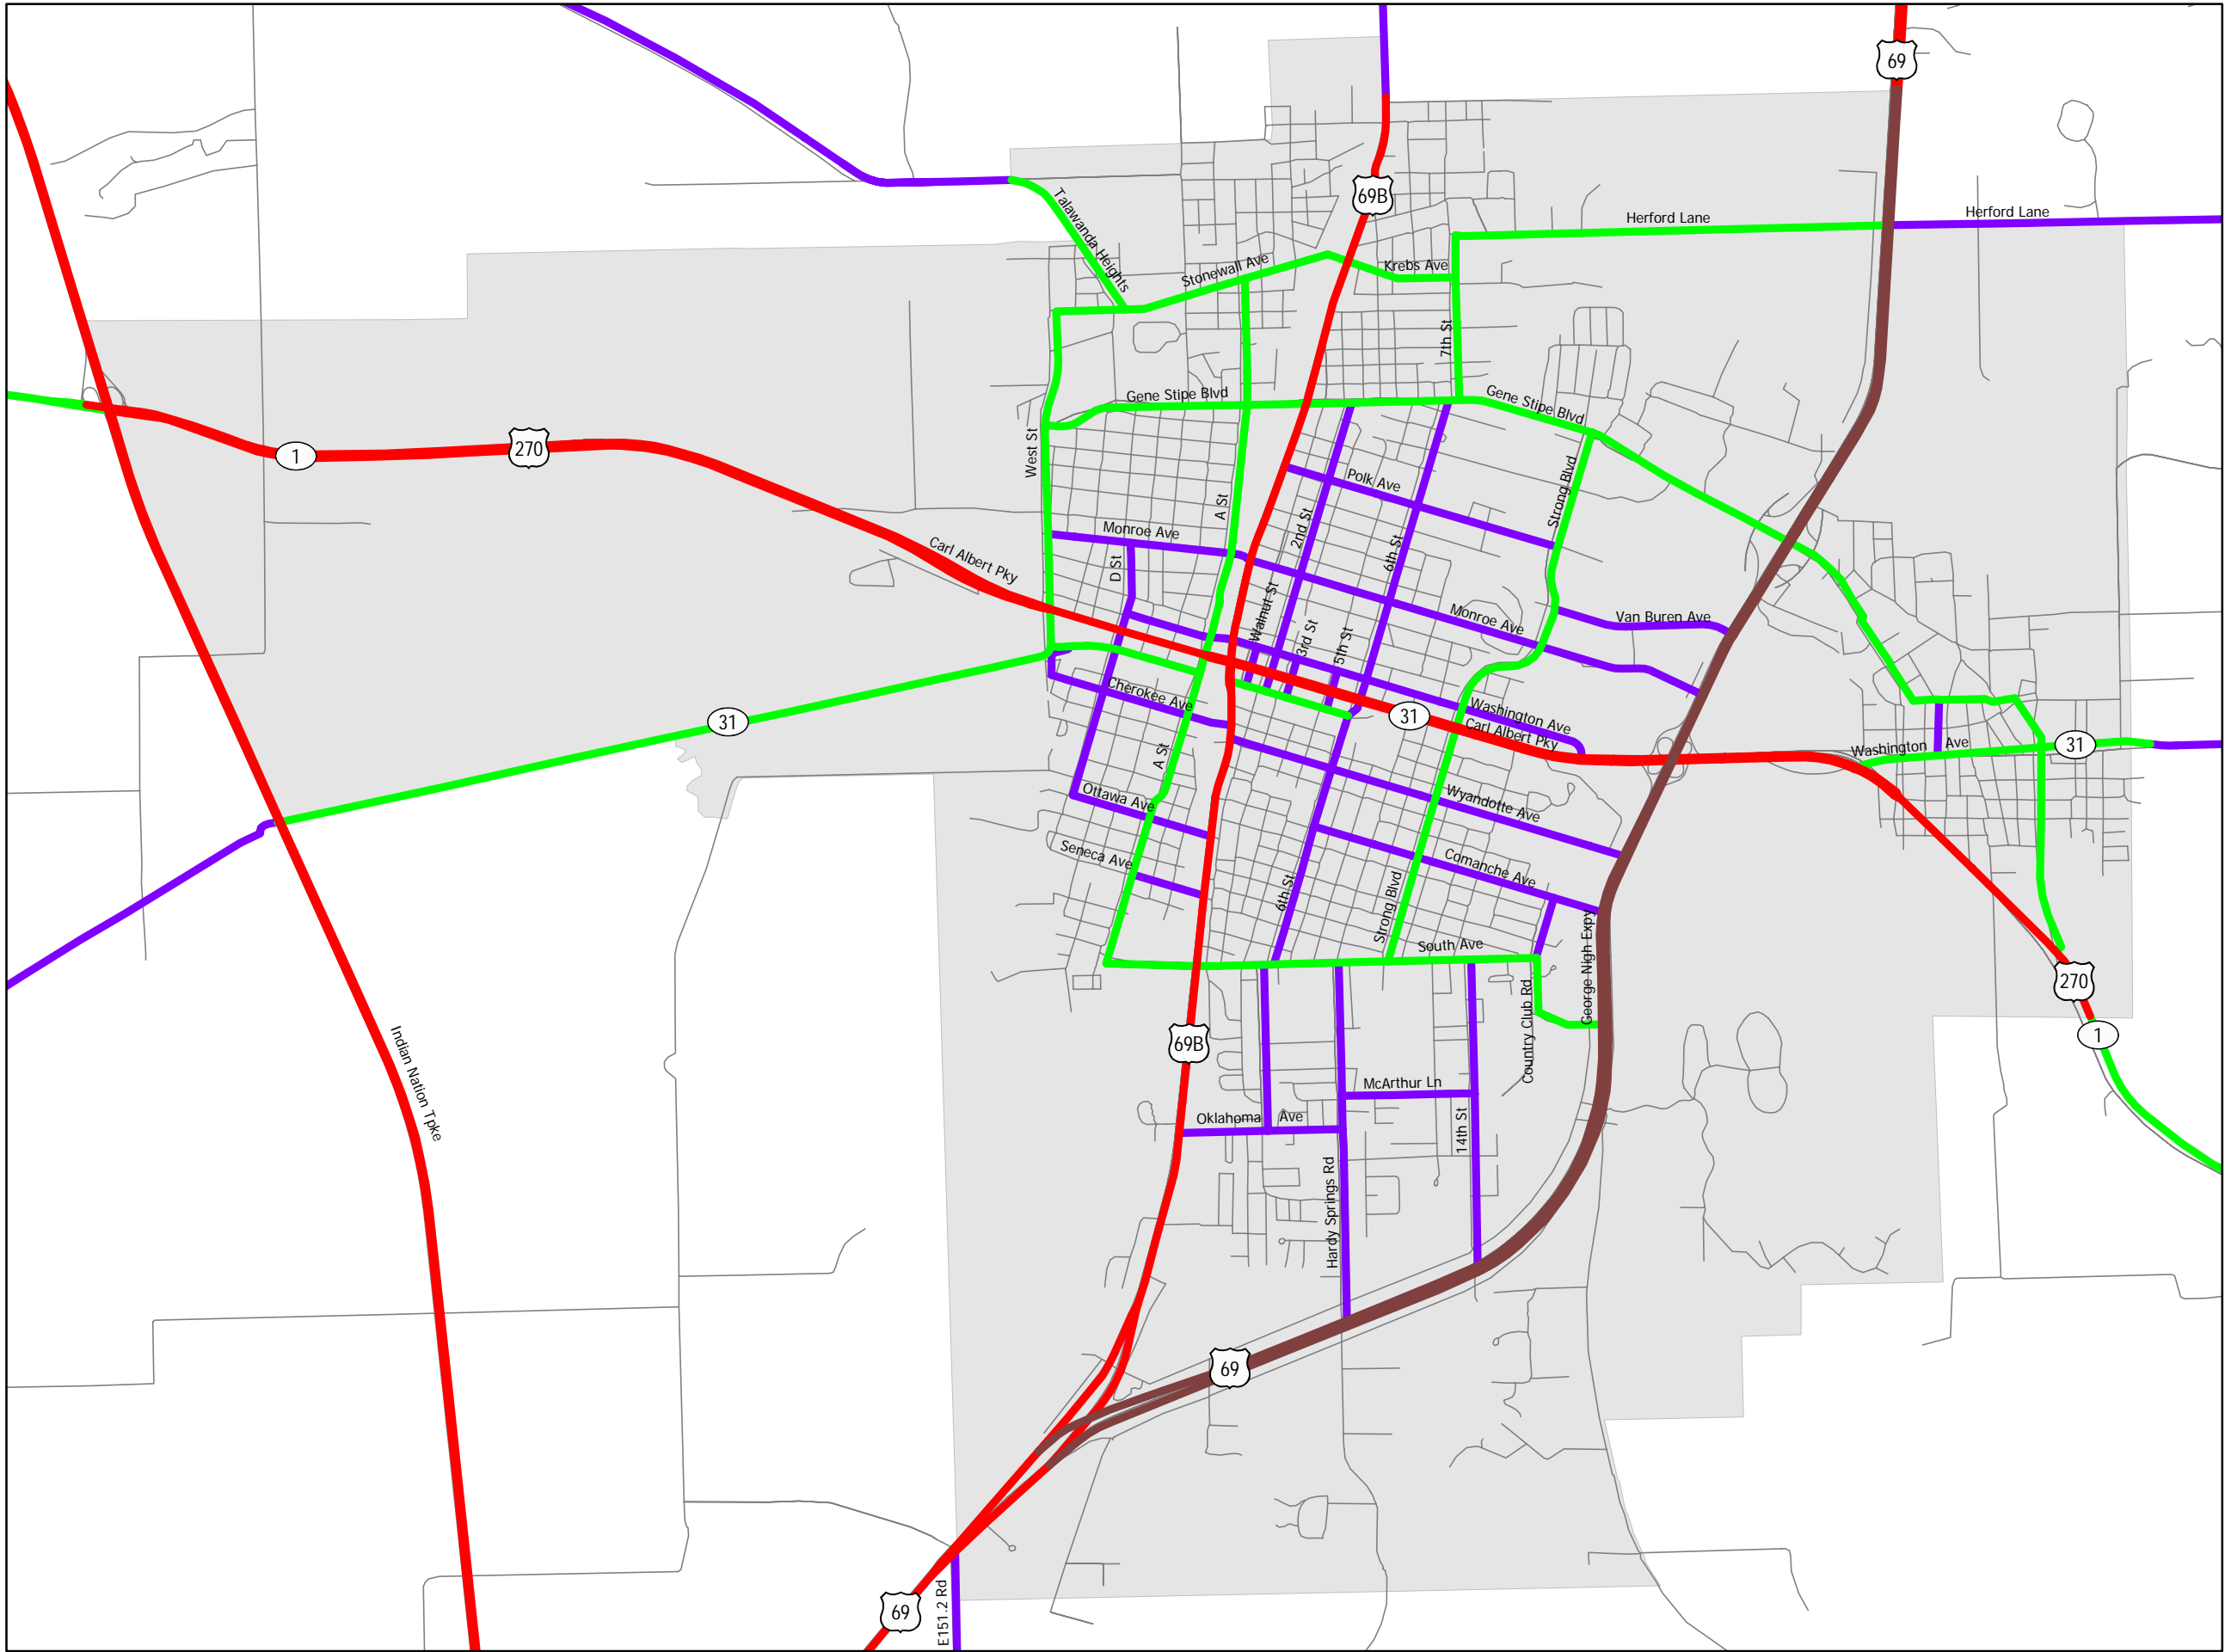 69
69B
Herford Lane
Herford Lane
Talawanda Heights
Stonewall Ave
Krebs Ave
7th St
Gene Stipe Blvd
Gene Stipe Blvd
West St
1
270
Polk Ave
Strong Blvd
A St
2nd St
Monroe Ave
6th St
Carl Albert Pky
D St
Walnut St
3rd St
5th St
Monroe Ave
Van Buren Ave
Cherokee Ave
31
31
Washington Ave
Carl Albert Pky
Washington Ave
31
A St
Ottawa Ave
Wyandotte Ave
Seneca Ave
Comanche Ave
6th St
Strong Blvd
South Ave
George Nigh Expy
270
Country Club Rd
1
69B
Indian Nation Tpke
McArthur Ln
Oklahoma Ave
14th St
Hardy Springs Rd
69
69
E151.2 Rd